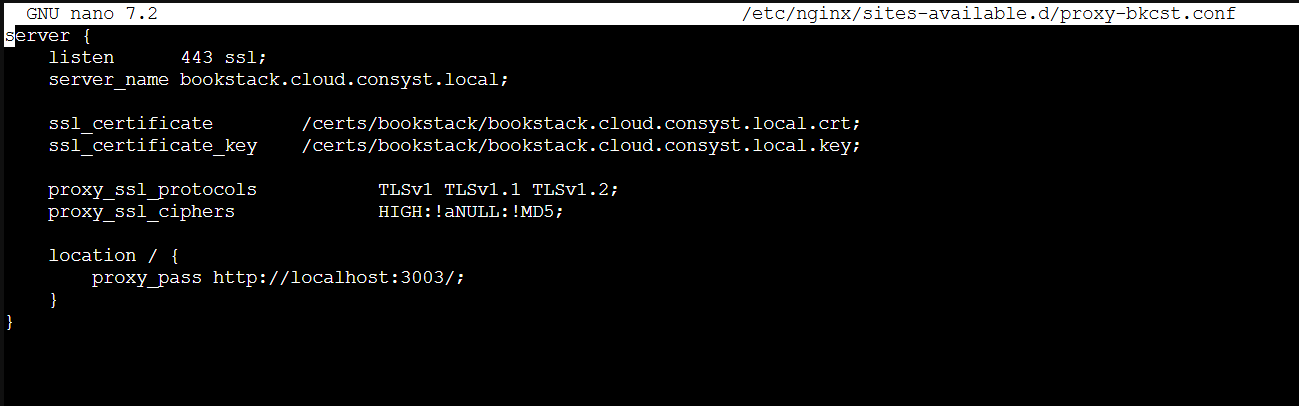 GNU nano 7.2 /etc/nginx/sites-available.d/proxy-bkcst.conf
server {
    listen      443 ssl;
    server_name bookstack.cloud.consyst.local;

    ssl_certificate        /certs/bookstack/bookstack.cloud.consyst.local.crt;
    ssl_certificate_key    /certs/bookstack/bookstack.cloud.consyst.local.key;

    proxy_ssl_protocols           TLSv1 TLSv1.1 TLSv1.2;
    proxy_ssl_ciphers             HIGH:!aNULL:!MD5;

    location / {
        proxy_pass http://localhost:3003/;
    }
}